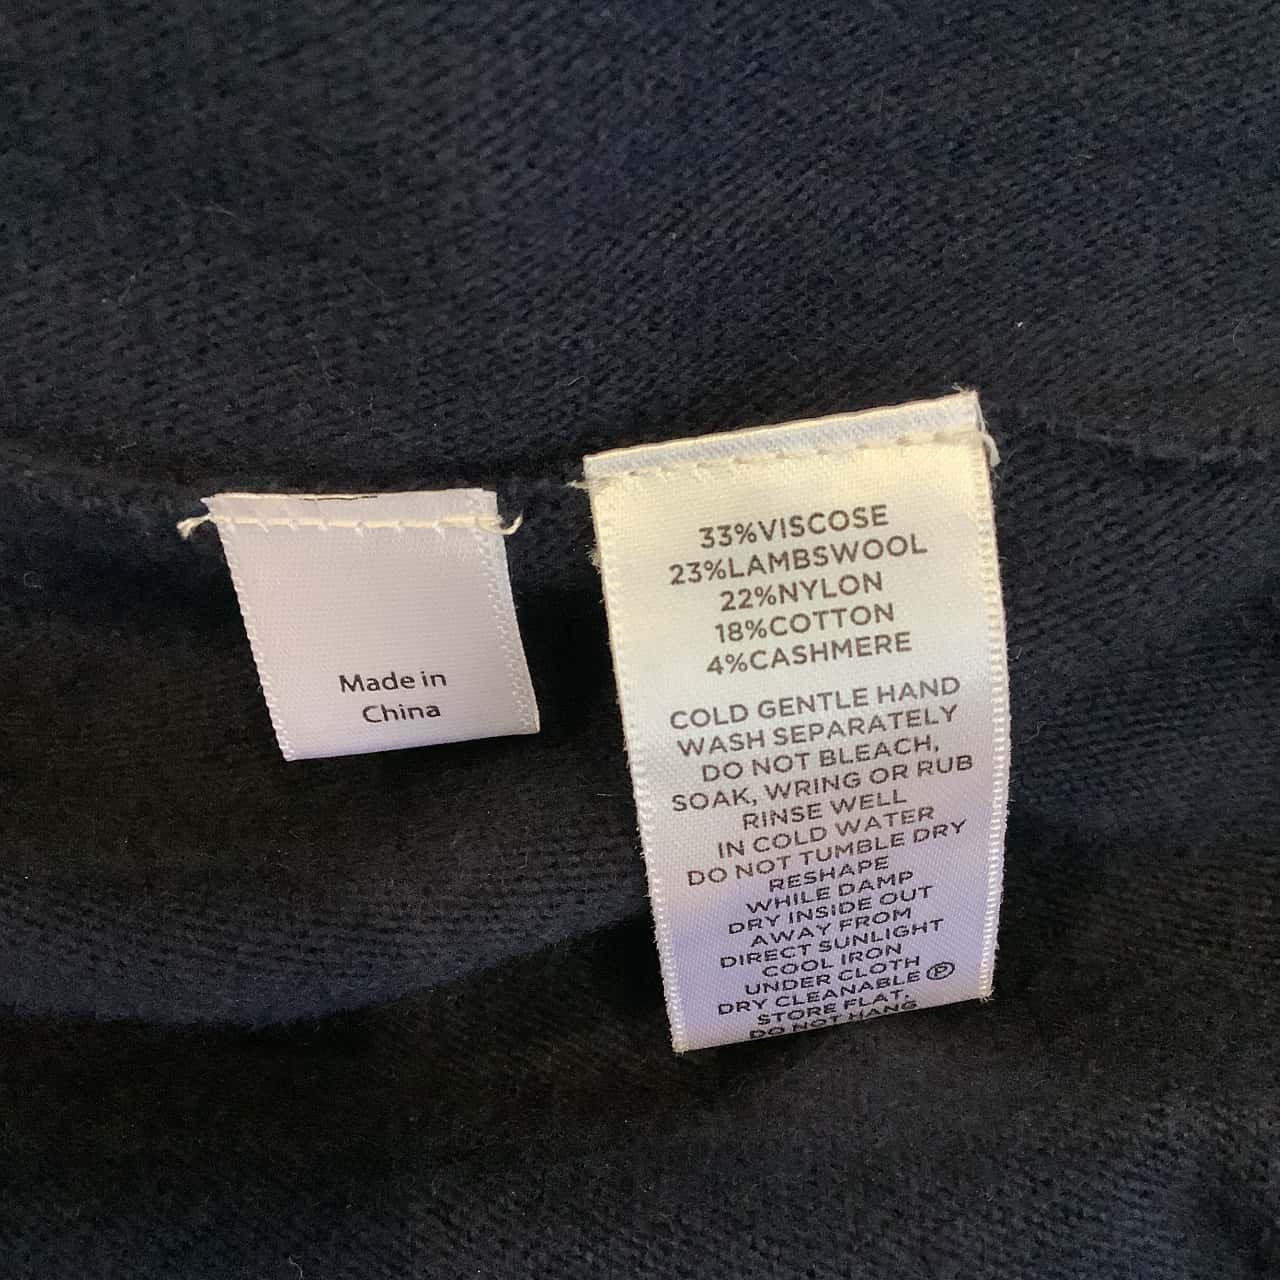 Made in
China
33%VISCOSE
23%LAMBSWOOL
22%NYLON
18%COTTON
4%CASHMERE
COLD GENTLE HAND
WASH SEPARATELY
DO NOT BLEACH,
SOAK, WRING OR RUB
RINSE WELL
IN COLD WATER
DO NOT TUMBLE DRY
RESHAPE
WHILE DAMP
DRY INSIDE OUT
AWAY FROM
DIRECT SUNLIGHT
COOL IRON
UNDER CLOTH
DRY CLEANABLE Ⓟ
STORE FLAT,
DO NOT HANG